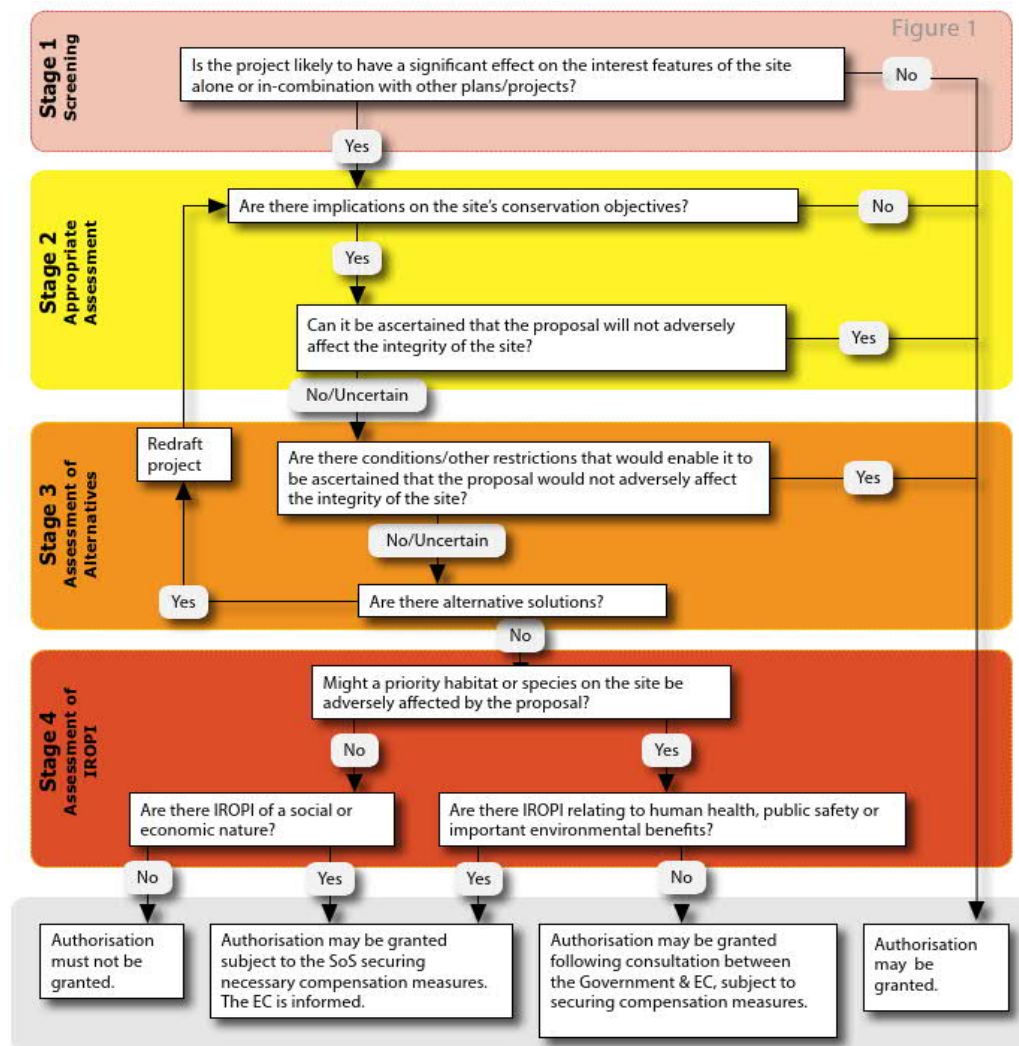 Figure 1
Stage 1
Screening
Is the project likely to have a significant effect on the interest features of the site
alone or in-combination with other plans/projects?
No
Yes
Stage 2
Appropriate
Assessment
Are there implications on the site's conservation objectives?
No
Yes
Can it be ascertained that the proposal will not adversely
affect the integrity of the site?
Yes
No/Uncertain
Stage 3
Assessment of
Alternatives
Redraft
project
Are there conditions/other restrictions that would enable it to
be ascertained that the proposal would not adversely affect
the integrity of the site?
Yes
No/Uncertain
Are there alternative solutions?
Yes
No
Stage 4
Assessment of
IROPI
Might a priority habitat or species on the site be
adversely affected by the proposal?
No
Yes
Are there IROPI of a social or
economic nature?
Are there IROPI relating to human health, public safety or
important environmental benefits?
No
Yes
Yes
No
Authorisation
must not be
granted.
Authorisation may be granted
subject to the SoS securing
necessary compensation measures.
The EC is informed.
Authorisation may be granted
following consultation between
the Government & EC, subject to
securing compensation measures.
Authorisation
may be
granted.